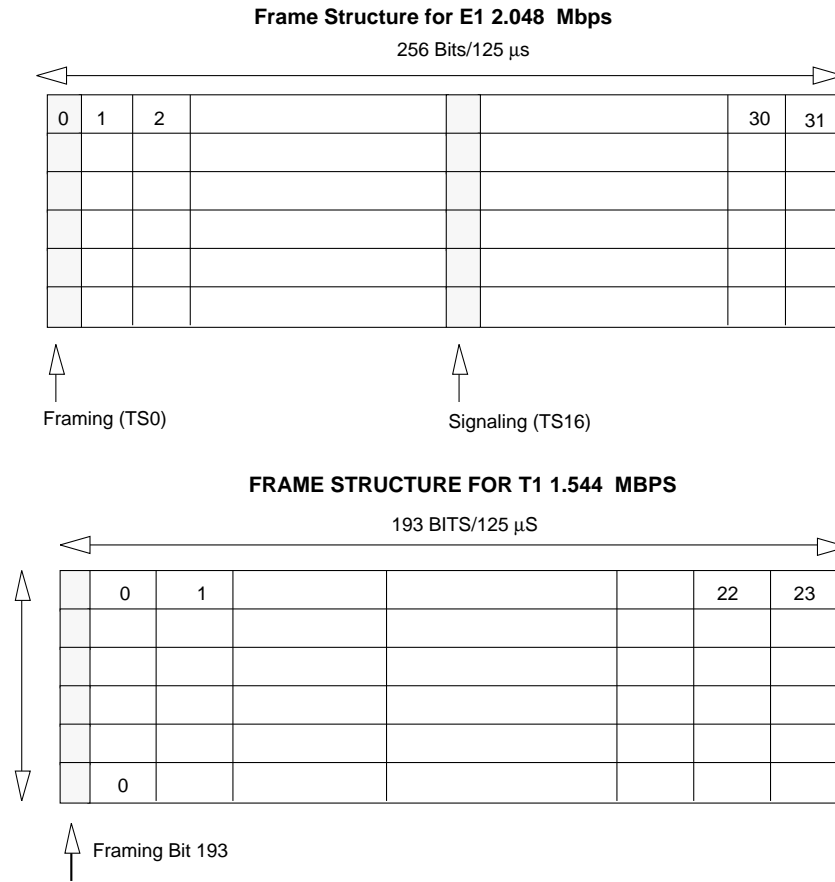 Frame Structure for E1 2.048 Mbps
256 Bits/125 μs
0 1 2 30 31
Framing (TS0)
Signaling (TS16)
FRAME STRUCTURE FOR T1 1.544 MBPS
193 BITS/125 μS
0 1 22 23
0
Framing Bit 193